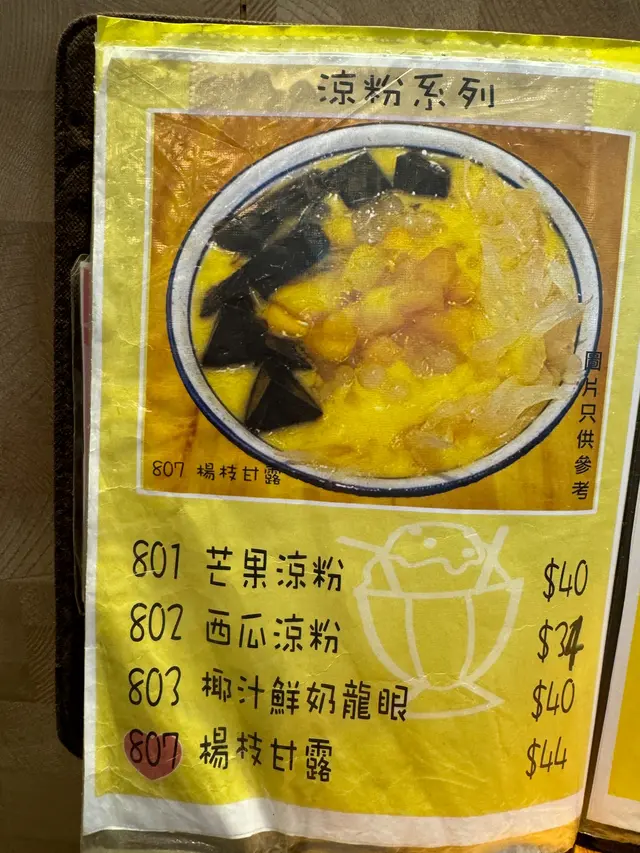 涼粉系列
圖片只供參考
807 楊枝甘露
801 芒果涼粉 $40
802 西瓜涼粉
803 椰汁鮮奶龍眼 $40
807 楊枝甘露 $44